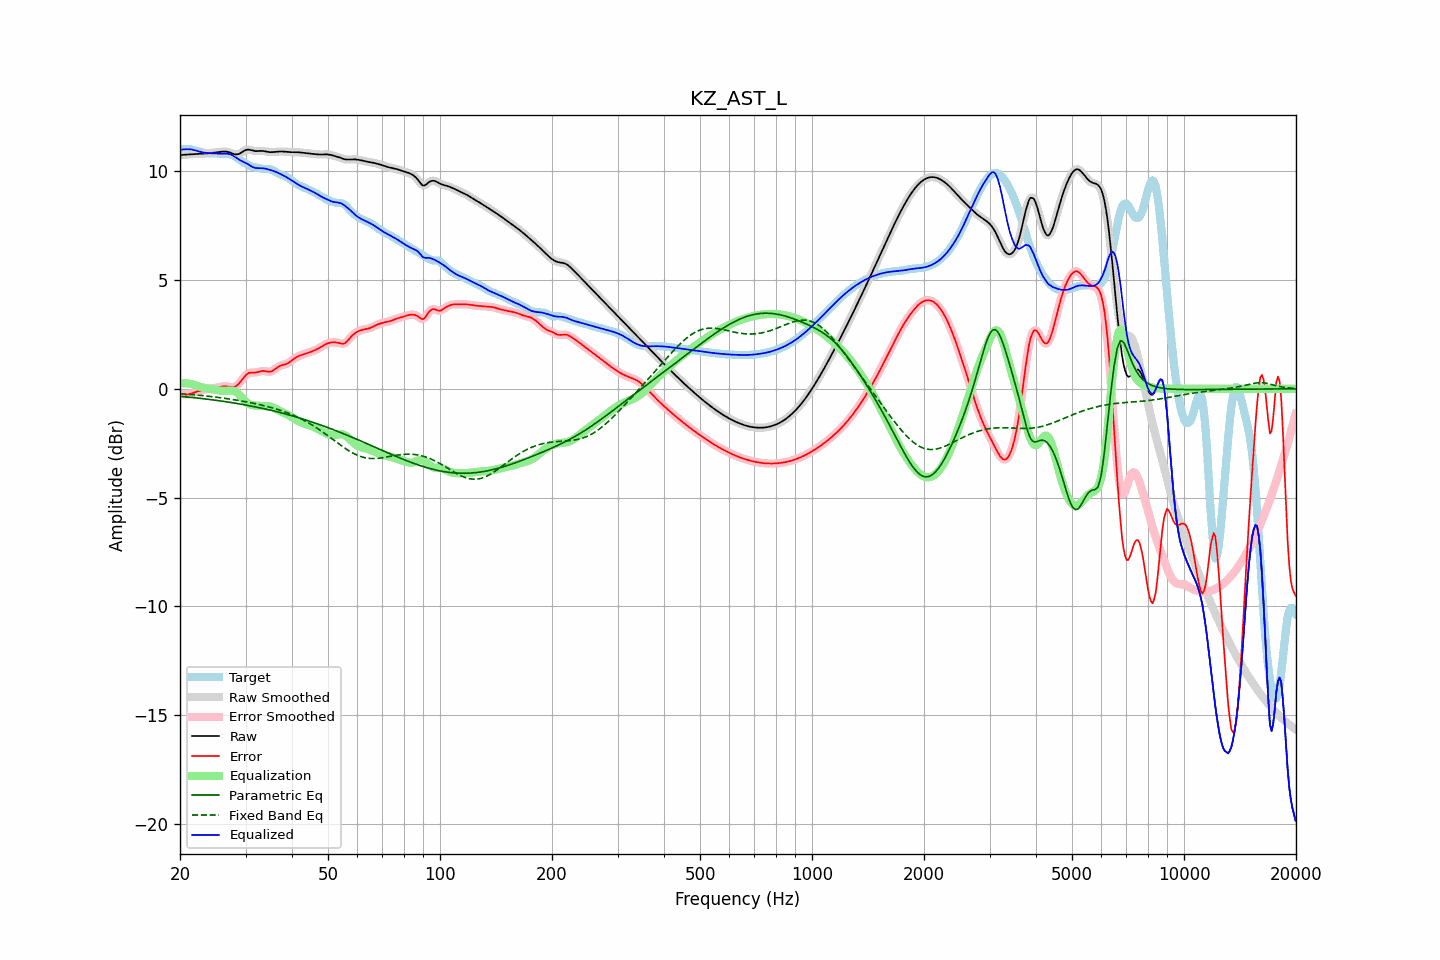 KZ_AST_L
Amplitude (dBr)
10
5
0
−5
−10
−15
−20
Target
Raw Smoothed
Error Smoothed
Raw
Error
Equalization
Parametric Eq
Fixed Band Eq
Equalized
20 50 100 200 500 1000 2000 5000 10000 20000
Frequency (Hz)